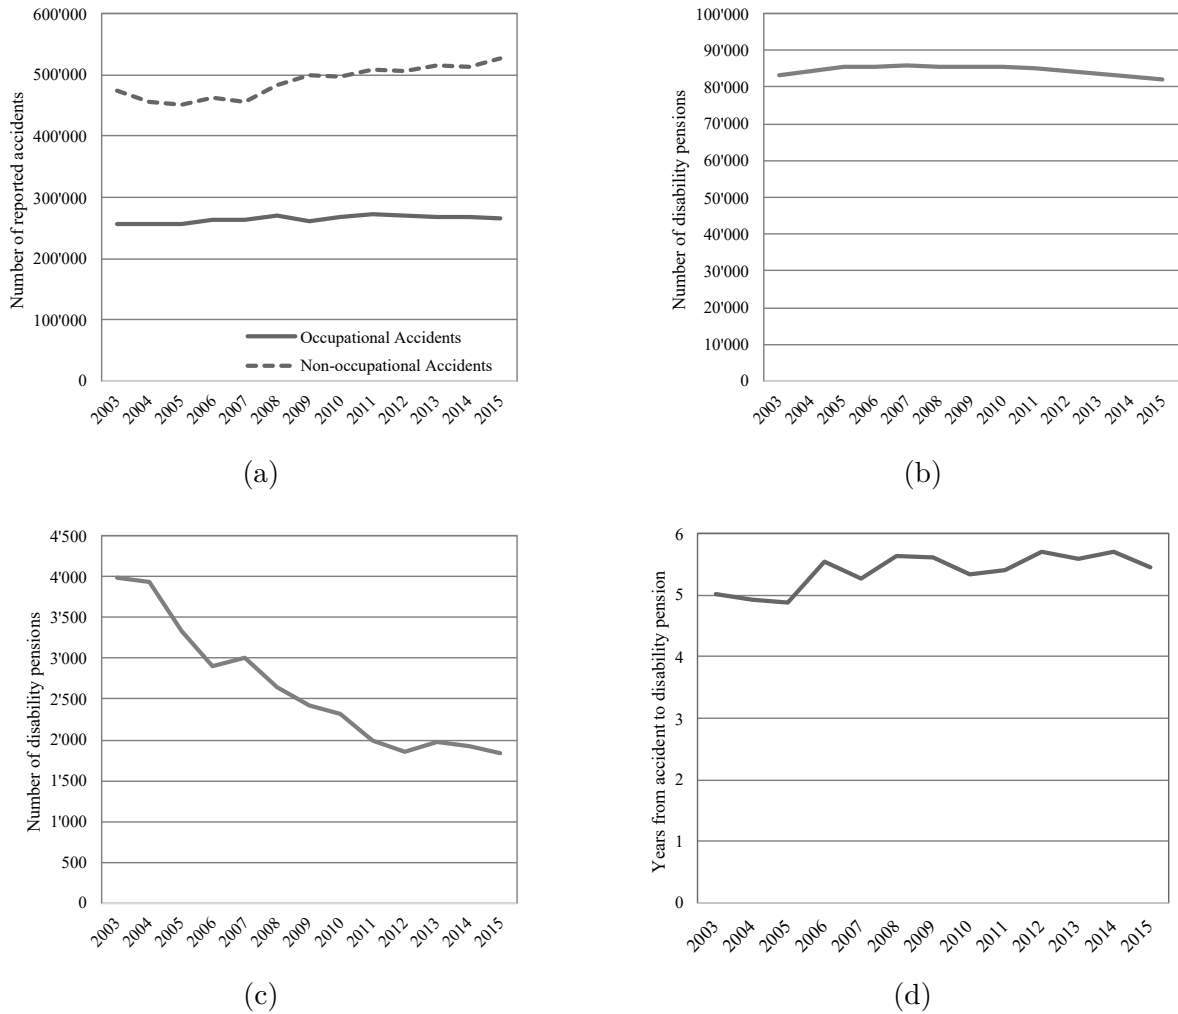 Number of reported accidents
600'000
500'000
400'000
300'000
200'000
100'000
0
Occupational Accidents
Non-occupational Accidents
2003 2004 2005 2006 2007 2008 2009 2010 2011 2012 2013 2014 2015
(a)
Number of disability pensions
100'000
90'000
80'000
70'000
60'000
50'000
40'000
30'000
20'000
10'000
0
2003 2004 2005 2006 2007 2008 2009 2010 2011 2012 2013 2014 2015
(b)
Number of disability pensions
4'500
4'000
3'500
3'000
2'500
2'000
1'500
1'000
500
0
2003 2004 2005 2006 2007 2008 2009 2010 2011 2012 2013 2014 2015
(c)
Years from accident to disability pension
6
5
4
3
2
1
0
2003 2004 2005 2006 2007 2008 2009 2010 2011 2012 2013 2014 2015
(d)